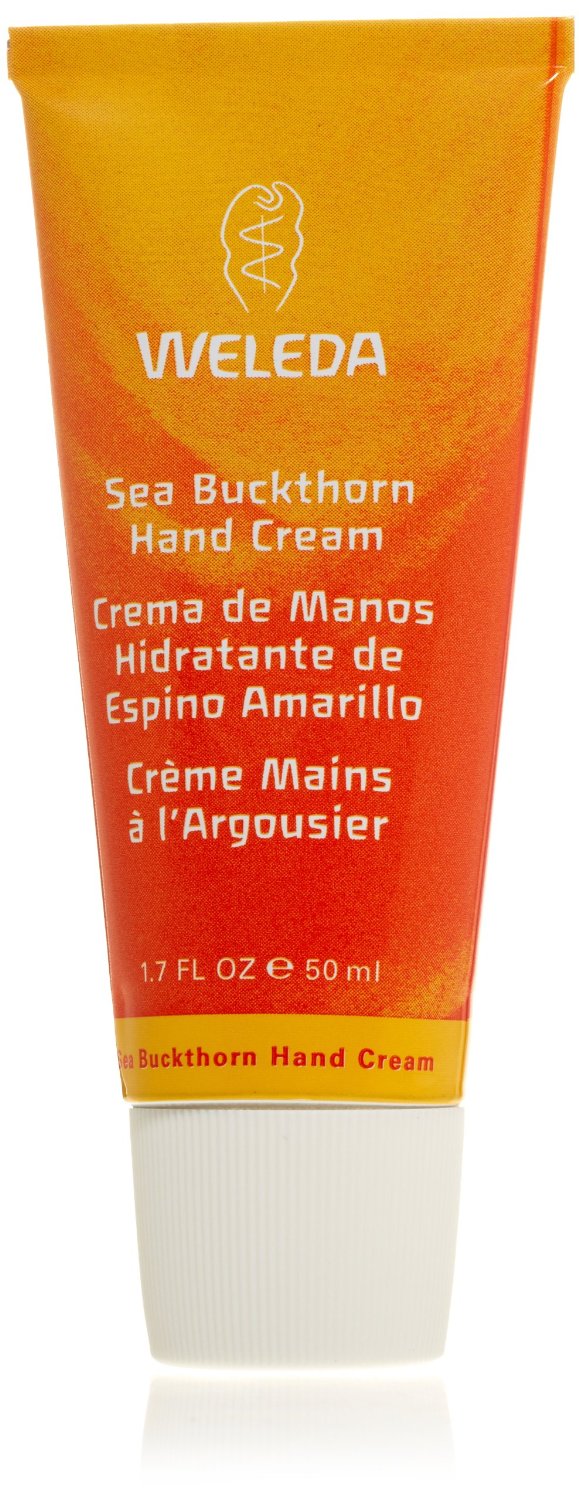 WELEDA
Sea Buckthorn
Hand Cream
Crema de Manos
Hidratante de
Espino Amarillo
Crème Mains
à l'Argousier
1.7 FL OZ ℮ 50 ml
Sea Buckthorn Hand Cream